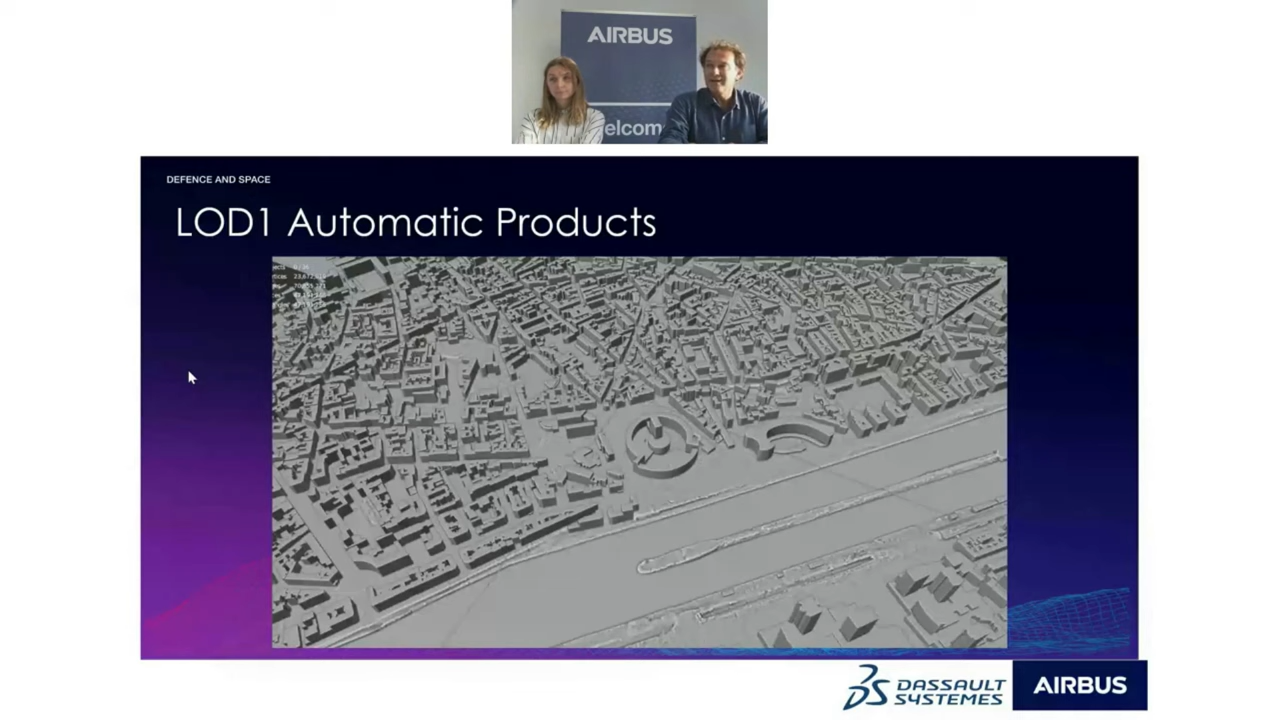 AIRBUS
elcom
DEFENCE AND SPACE
LOD1 Automatic Products
DASSAULT
SYSTEMES
AIRBUS